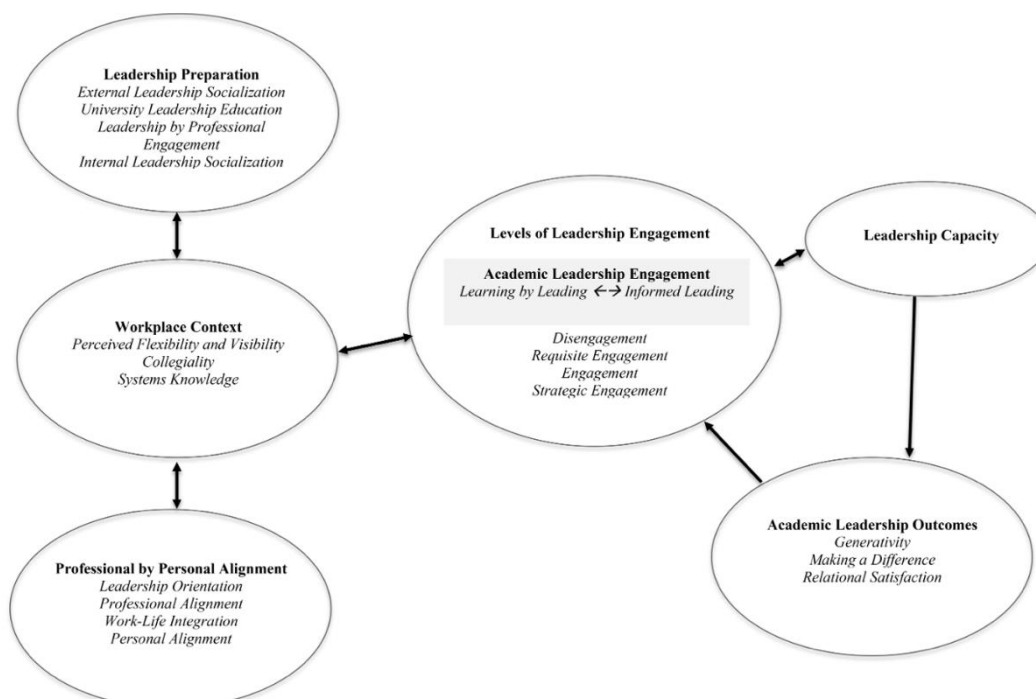 Leadership Preparation
External Leadership Socialization
University Leadership Education
Leadership by Professional
Engagement
Internal Leadership Socialization
Workplace Context
Perceived Flexibility and Visibility
Collegiality
Systems Knowledge
Professional by Personal Alignment
Leadership Orientation
Professional Alignment
Work-Life Integration
Personal Alignment
Levels of Leadership Engagement
Academic Leadership Engagement
Learning by Leading ←→ Informed Leading
Disengagement
Requisite Engagement
Engagement
Strategic Engagement
Leadership Capacity
Academic Leadership Outcomes
Generativity
Making a Difference
Relational Satisfaction